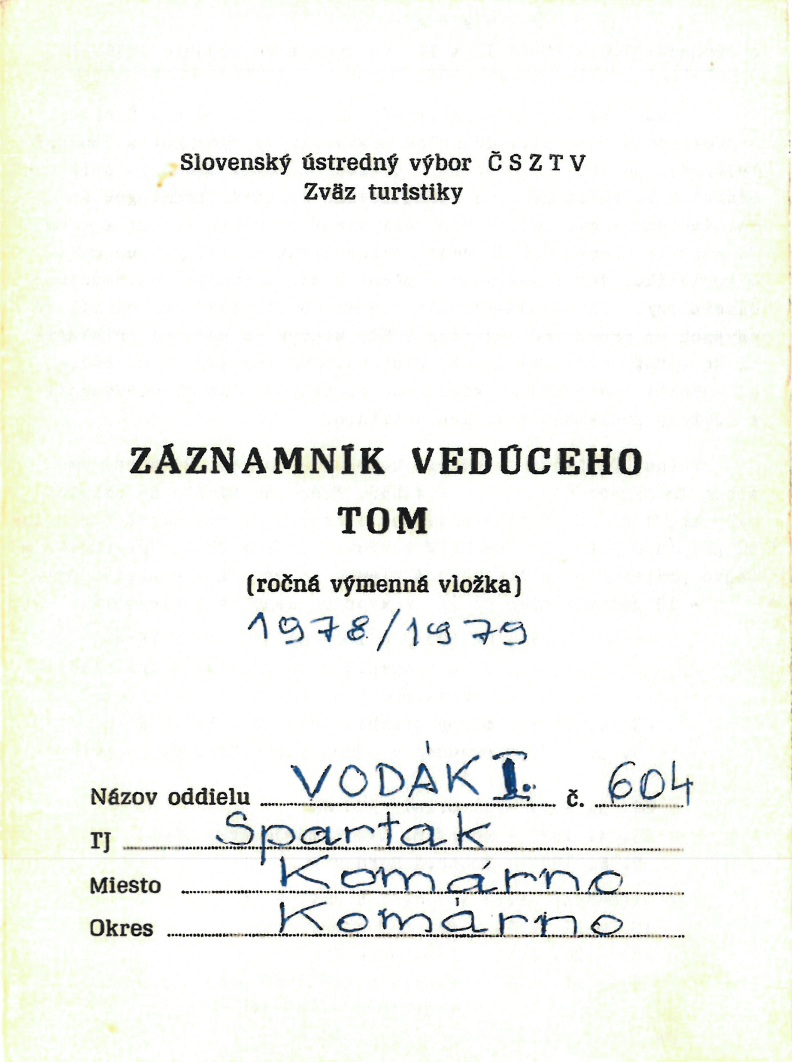 Slovenský ústredný výbor Č S Z T V
Zväz turistiky
ZÁZNAMNÍK VEDÚCEHO
TOM
(ročná výmenná vložka)
1978/1979
Názov oddielu VODÁK I. č. 604
TJ Spartak
Miesto Komárno
Okres Komárno